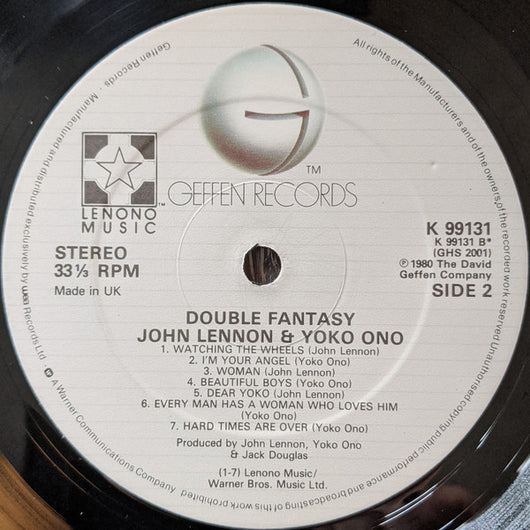 Geffen Records · Manufactured and distributed exclusively by WEA Records Ltd.
All rights of the Manufacturers and of the owners of the recorded work reserved Unauthorised copying public performance and broadcasting of this work prohibited
A Warner Communications Company
TM
GEFFEN RECORDS
TM
LENONO
MUSIC
STEREO
33⅓ RPM
Made in UK
K 99131
K 99131 B*
(GHS 2001)
℗ 1980 The David
Geffen Company
SIDE 2
DOUBLE FANTASY
JOHN LENNON & YOKO ONO
1. WATCHING THE WHEELS (John Lennon)
2. I'M YOUR ANGEL (Yoko Ono)
3. WOMAN (John Lennon)
4. BEAUTIFUL BOYS (Yoko Ono)
5. DEAR YOKO (John Lennon)
6. EVERY MAN HAS A WOMAN WHO LOVES HIM
(Yoko Ono)
7. HARD TIMES ARE OVER (Yoko Ono)
Produced by John Lennon, Yoko Ono
& Jack Douglas
(1-7) Lenono Music/
Warner Bros. Music Ltd.